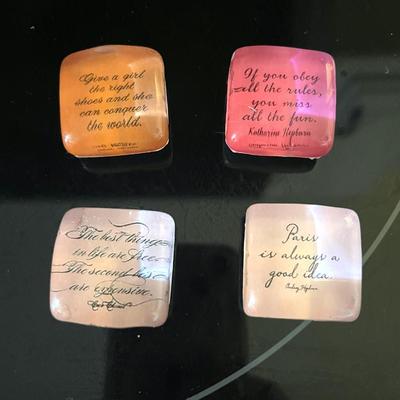 Give a girl
the right
shoes and she
can conquer
the world.
If you obey
all the rules,
you miss
all the fun.
Katharine Hepburn
The best things
in life are free.
The second best
are expensive.
Paris
is always a
good idea.
Audrey Hepburn